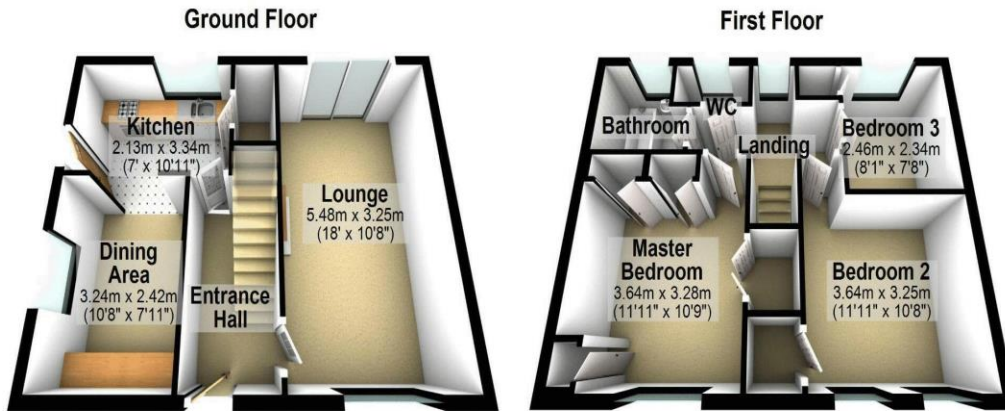 Ground Floor
Kitchen
2.13m x 3.34m
(7' x 10'11")
Lounge
5.48m x 3.25m
(18' x 10'8")
Dining
Area
3.24m x 2.42m
(10'8" x 7'11")
Entrance
Hall
First Floor
WC
Bathroom
Landing
Bedroom 3
2.46m x 2.34m
(8'1" x 7'8")
Master
Bedroom
3.64m x 3.28m
(11'11" x 10'9")
Bedroom 2
3.64m x 3.25m
(11'11" x 10'8")